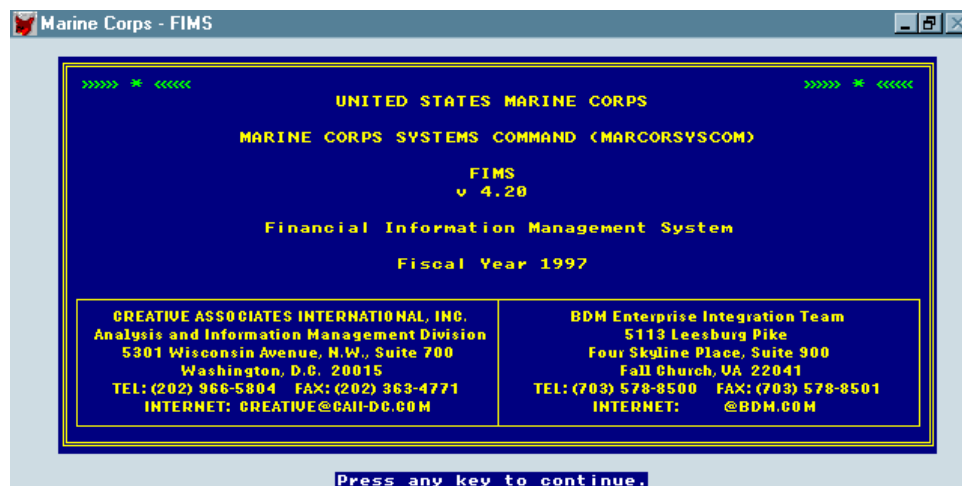 Marine Corps - FIMS
»»»» * «««« »»»» * ««««
UNITED STATES MARINE CORPS
MARINE CORPS SYSTEMS COMMAND (MARCORSYSCOM)
FIMS
v 4.20
Financial Information Management System
Fiscal Year 1997
CREATIVE ASSOCIATES INTERNATIONAL, INC.
Analysis and Information Management Division
5301 Wisconsin Avenue, N.W., Suite 700
Washington, D.C. 20015
TEL: (202) 966-5804 FAX: (202) 363-4771
INTERNET: CREATIVE@CAII-DC.COM
BDM Enterprise Integration Team
5113 Leesburg Pike
Four Skyline Place, Suite 900
Fall Church, VA 22041
TEL: (703) 578-8500 FAX: (703) 578-8501
INTERNET: @BDM.COM
Press any key to continue.